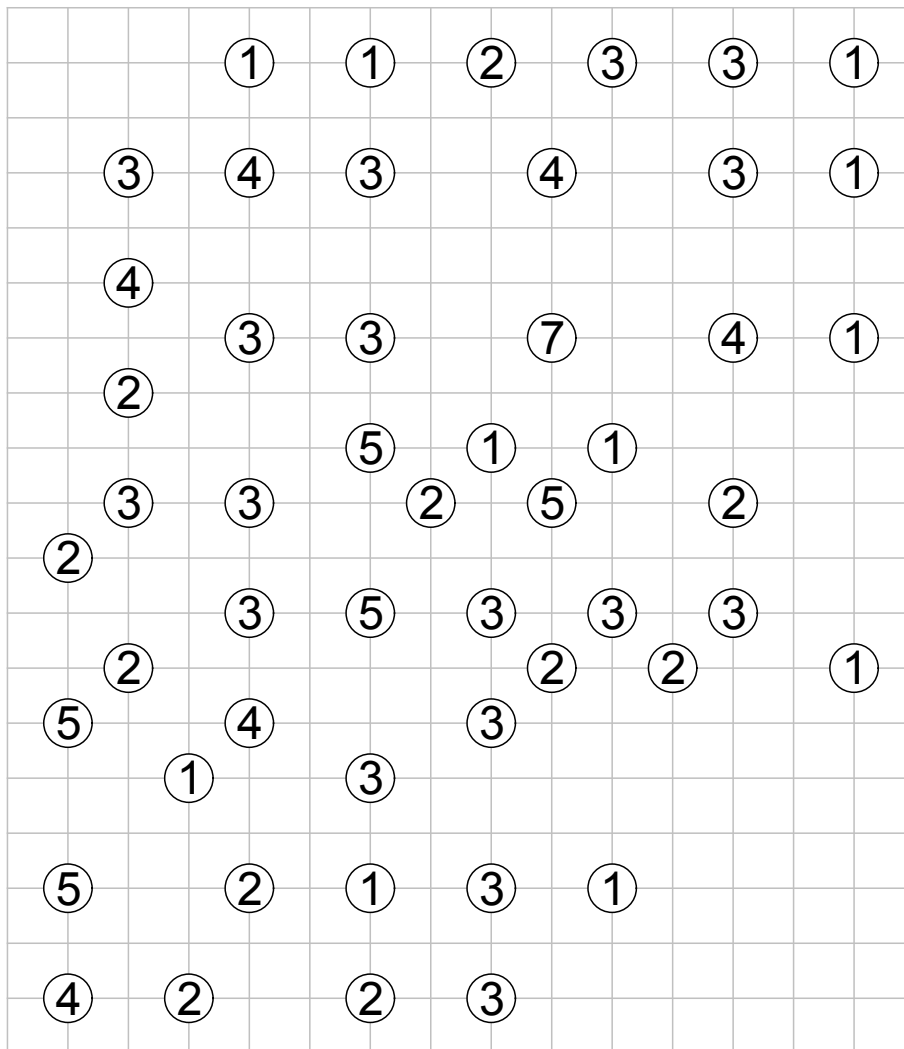 1 1 2 3 3 1
3 4 3 4 3 1
4
3 3 7 4 1
2
5 1 1
3 3 2 5 2
2
3 5 3 3 3
2 2 2 1
5 4 3
1 3
5 2 1 3 1
4 2 2 3